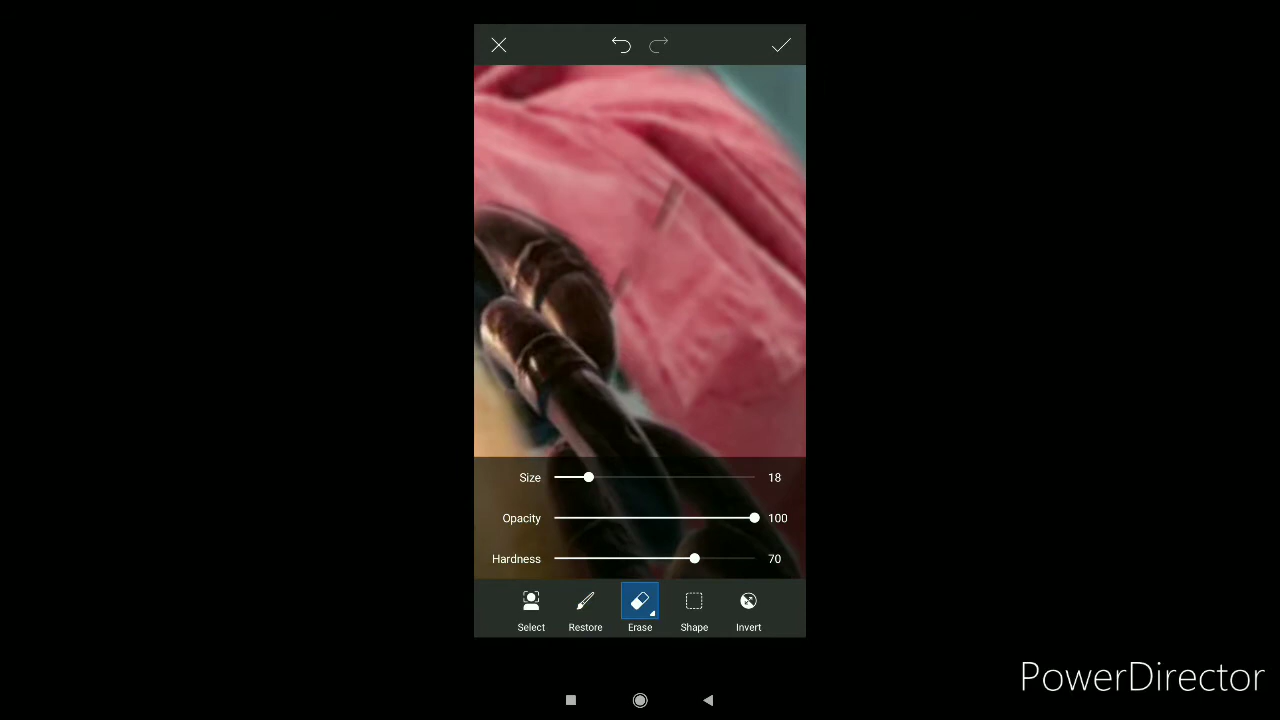 Size 18
Opacity 100
Hardness 70
Select Restore Erase Shape Invert
PowerDirector